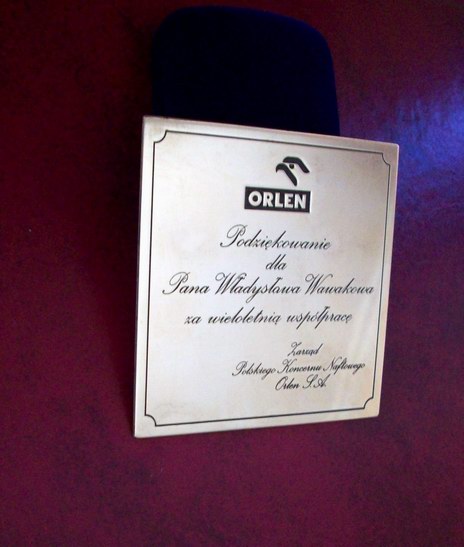 ORLEN
Podziękowanie
dla
Pana Władysława Wawakowa
za wieloletnią współpracę
Zarząd
Polskiego Koncernu Naftowego
Orlen S.A.